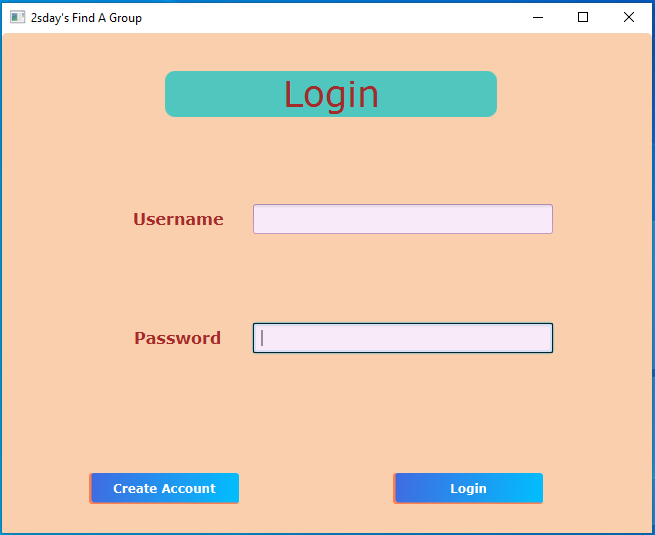 2sday's Find A Group
Login
Username
Password
Create Account
Login